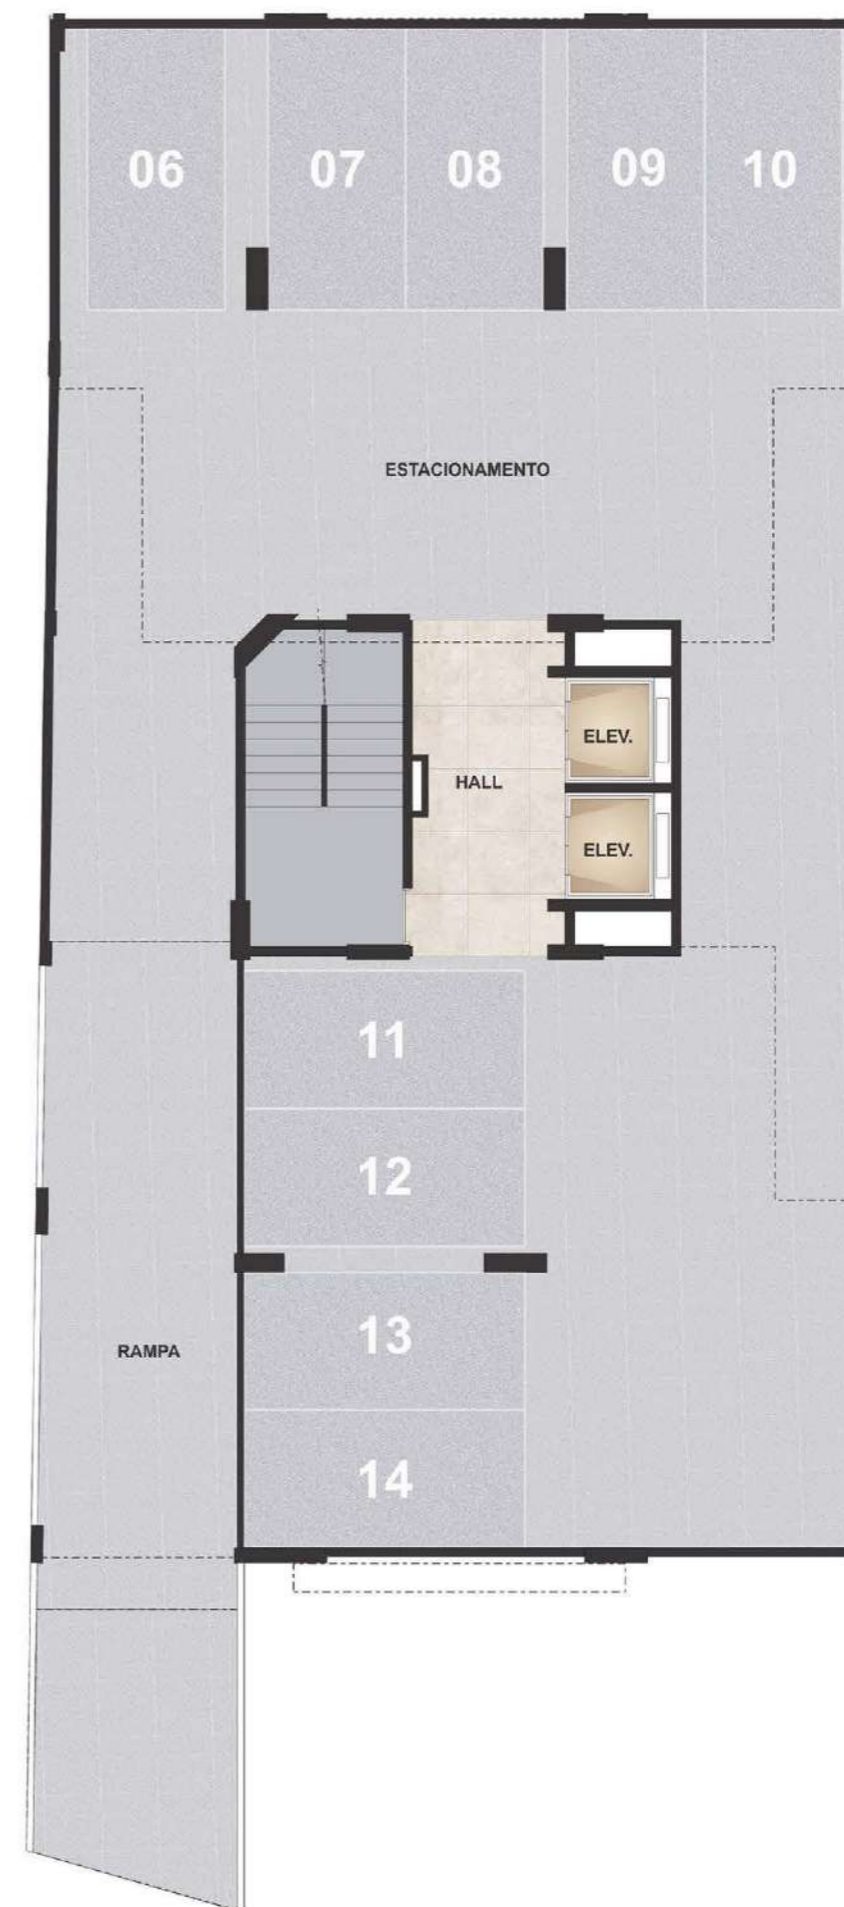 06 07 08 09 10
ESTACIONAMENTO
ELEV.
HALL
ELEV.
11
12
13
RAMPA
14